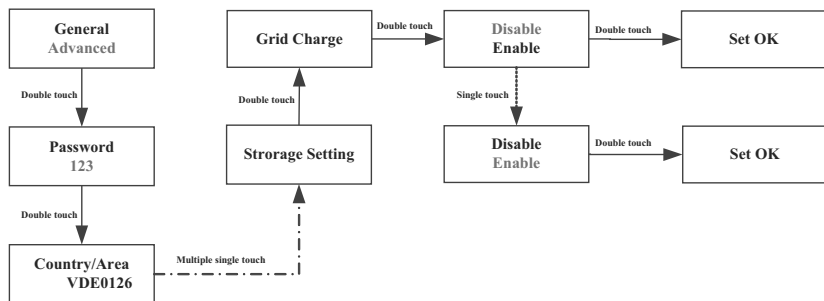 General
Advanced
Double touch
Password
123
Double touch
Country/Area
VDE0126
Multiple single touch
Strorage Setting
Double touch
Grid Charge
Double touch
Disable
Enable
Double touch
Set OK
Single touch
Disable
Enable
Double touch
Set OK